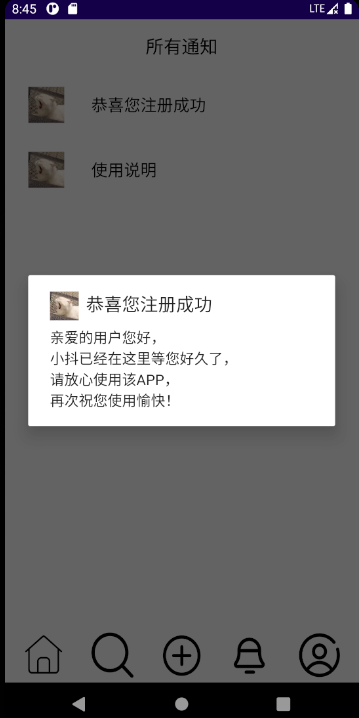 8:45
LTE
所有通知
恭喜您注册成功
使用说明
恭喜您注册成功
亲爱的用户您好，
小抖已经在这里等您好久了，
请放心使用该APP，
再次祝您使用愉快！